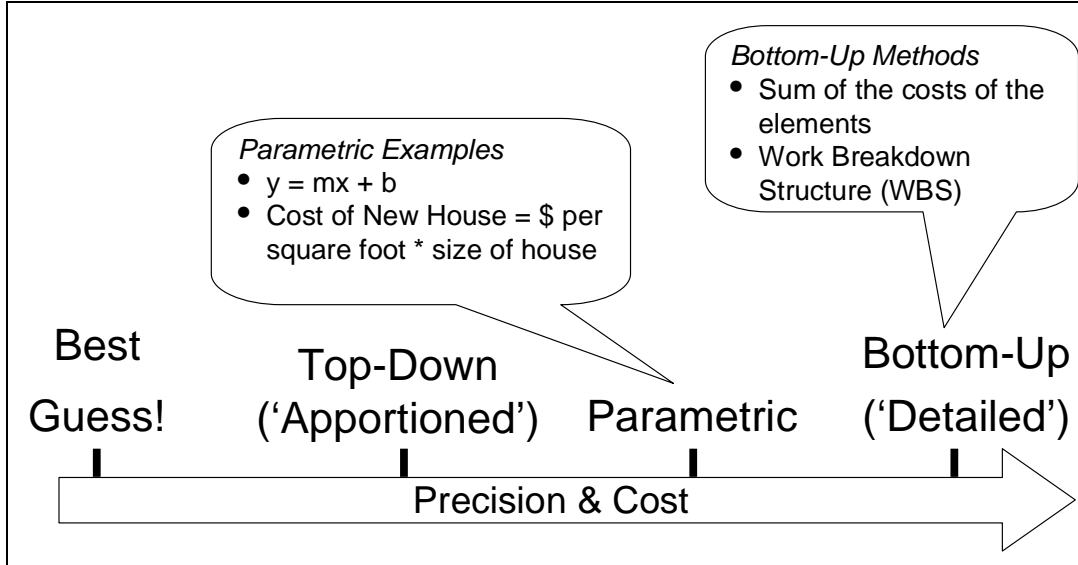 Bottom-Up Methods
• Sum of the costs of the
elements
• Work Breakdown
Structure (WBS)
Parametric Examples
• y = mx + b
• Cost of New House = $ per
square foot * size of house
Best
Guess!
Top-Down
(‘Apportioned’)
Parametric
Bottom-Up
(‘Detailed’)
Precision & Cost